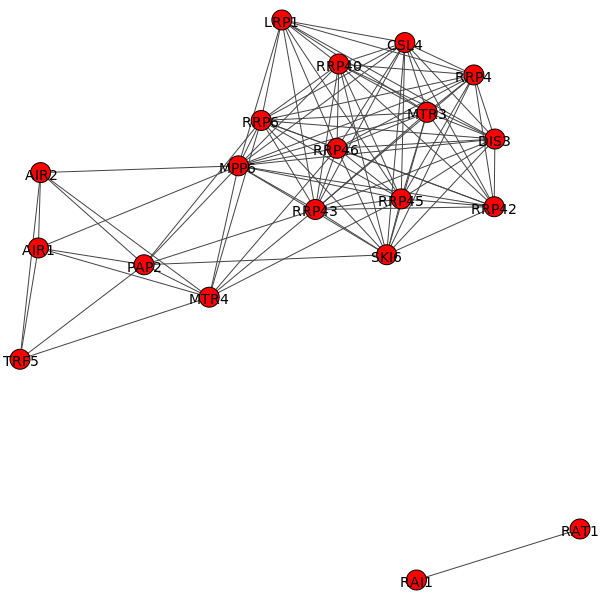 LRP1
CSL4
RRP40
RRP4
MTR3
RRP6
DIS3
RRP46
MPP6
AIR2
RRP45
RRP42
RRP43
AIR1
SKI6
PAP2
MTR4
TRF5
RAT1
RAI1